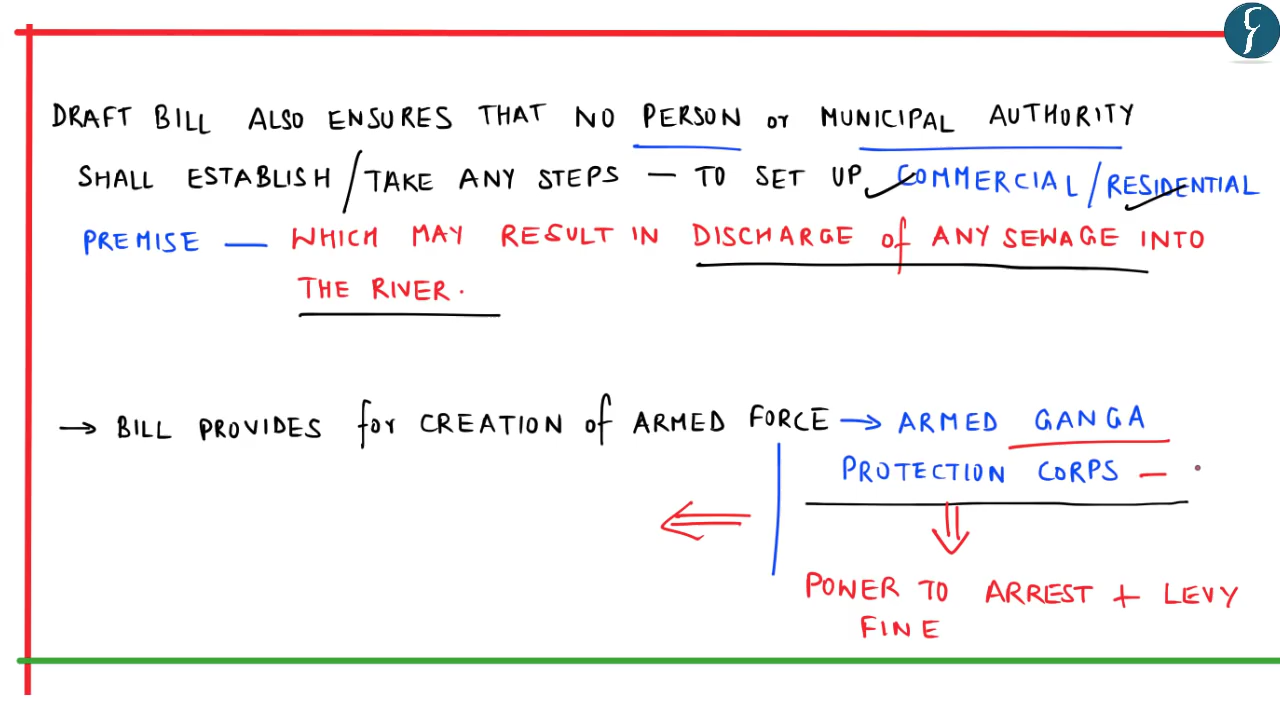 DRAFT BILL ALSO ENSURES THAT NO PERSON or MUNICIPAL AUTHORITY
SHALL ESTABLISH / TAKE ANY STEPS — TO SET UP COMMERCIAL / RESIDENTIAL
PREMISE — WHICH MAY RESULT IN DISCHARGE of ANY SEWAGE INTO
THE RIVER.
→ BILL PROVIDES for CREATION of ARMED FORCE → ARMED GANGA
PROTECTION CORPS —
POWER TO ARREST + LEVY
FINE